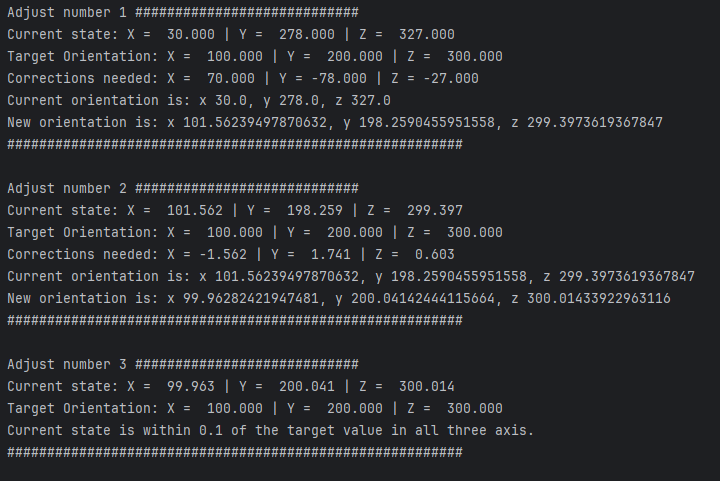 Adjust number 1 ############################
Current state: X =  30.000 | Y =  278.000 | Z =  327.000
Target Orientation: X =  100.000 | Y =  200.000 | Z =  300.000
Corrections needed: X =  70.000 | Y = -78.000 | Z = -27.000
Current orientation is: x 30.0, y 278.0, z 327.0
New orientation is: x 101.56239497870632, y 198.2590455951558, z 299.3973619367847
#########################################################
Adjust number 2 ############################
Current state: X =  101.562 | Y =  198.259 | Z =  299.397
Target Orientation: X =  100.000 | Y =  200.000 | Z =  300.000
Corrections needed: X = -1.562 | Y =  1.741 | Z =  0.603
Current orientation is: x 101.56239497870632, y 198.2590455951558, z 299.3973619367847
New orientation is: x 99.96282421947481, y 200.04142444115664, z 300.01433922963116
#########################################################
Adjust number 3 ############################
Current state: X =  99.963 | Y =  200.041 | Z =  300.014
Target Orientation: X =  100.000 | Y =  200.000 | Z =  300.000
Current state is within 0.1 of the target value in all three axis.
#########################################################